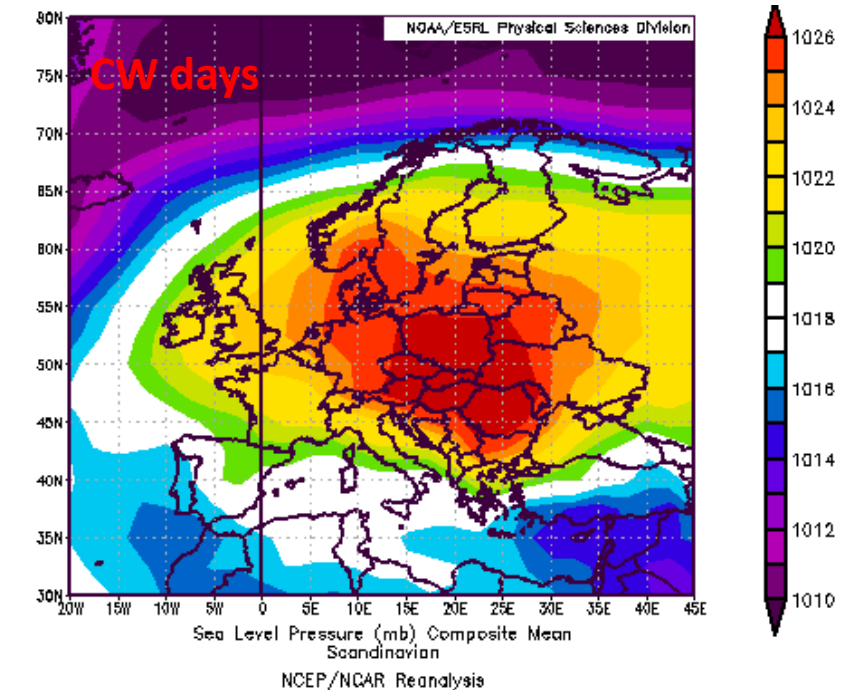 NOAA/ESRL Physical Sciences Division
CW days
90N
75N
70N
65N
60N
55N
50N
45N
40N
35N
30N
20W 15W 10W 5W 0 5E 10E 15E 20E 25E 30E 35E 40E 45E
1026
1024
1022
1020
1018
1016
1014
1012
1010
Sea Level Pressure (mb) Composite Mean
Scandinavian
NCEP/NCAR Reanalysis